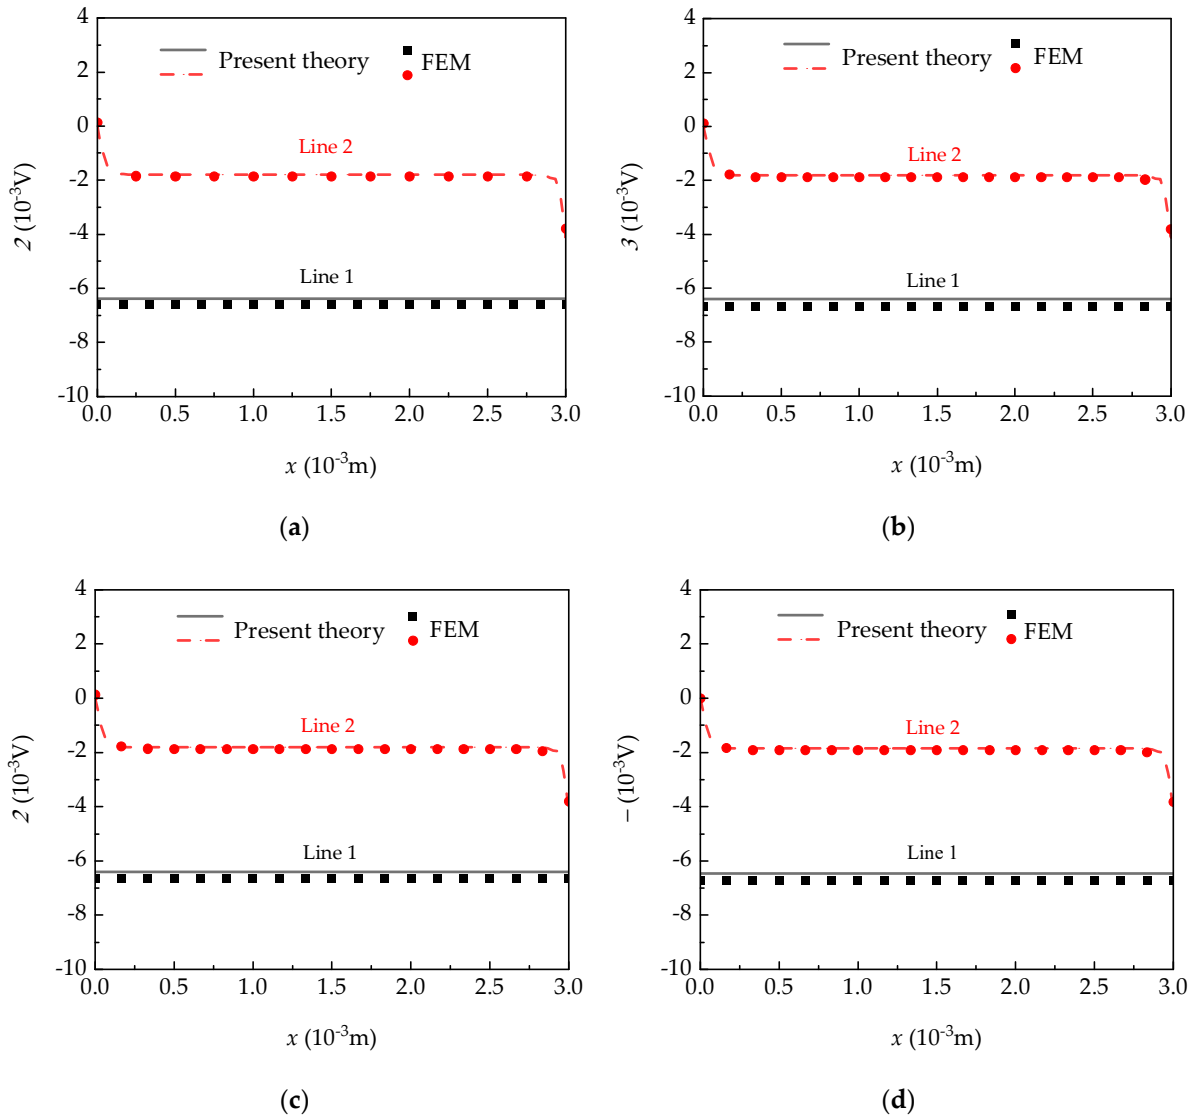 4
2
0
-2
-4
-6
-8
-10
0.0 0.5 1.0 1.5 2.0 2.5 3.0
2 (10-3V)
x (10-3m)
Present theory
FEM
Line 2
Line 1
(a)
4
2
0
-2
-4
-6
-8
-10
0.0 0.5 1.0 1.5 2.0 2.5 3.0
3 (10-3V)
x (10-3m)
Present theory
FEM
Line 2
Line 1
(b)
4
2
0
-2
-4
-6
-8
-10
0.0 0.5 1.0 1.5 2.0 2.5 3.0
2 (10-3V)
x (10-3m)
Present theory
FEM
Line 2
Line 1
(c)
4
2
0
-2
-4
-6
-8
-10
0.0 0.5 1.0 1.5 2.0 2.5 3.0
– (10-3V)
x (10-3m)
Present theory
FEM
Line 2
Line 1
(d)